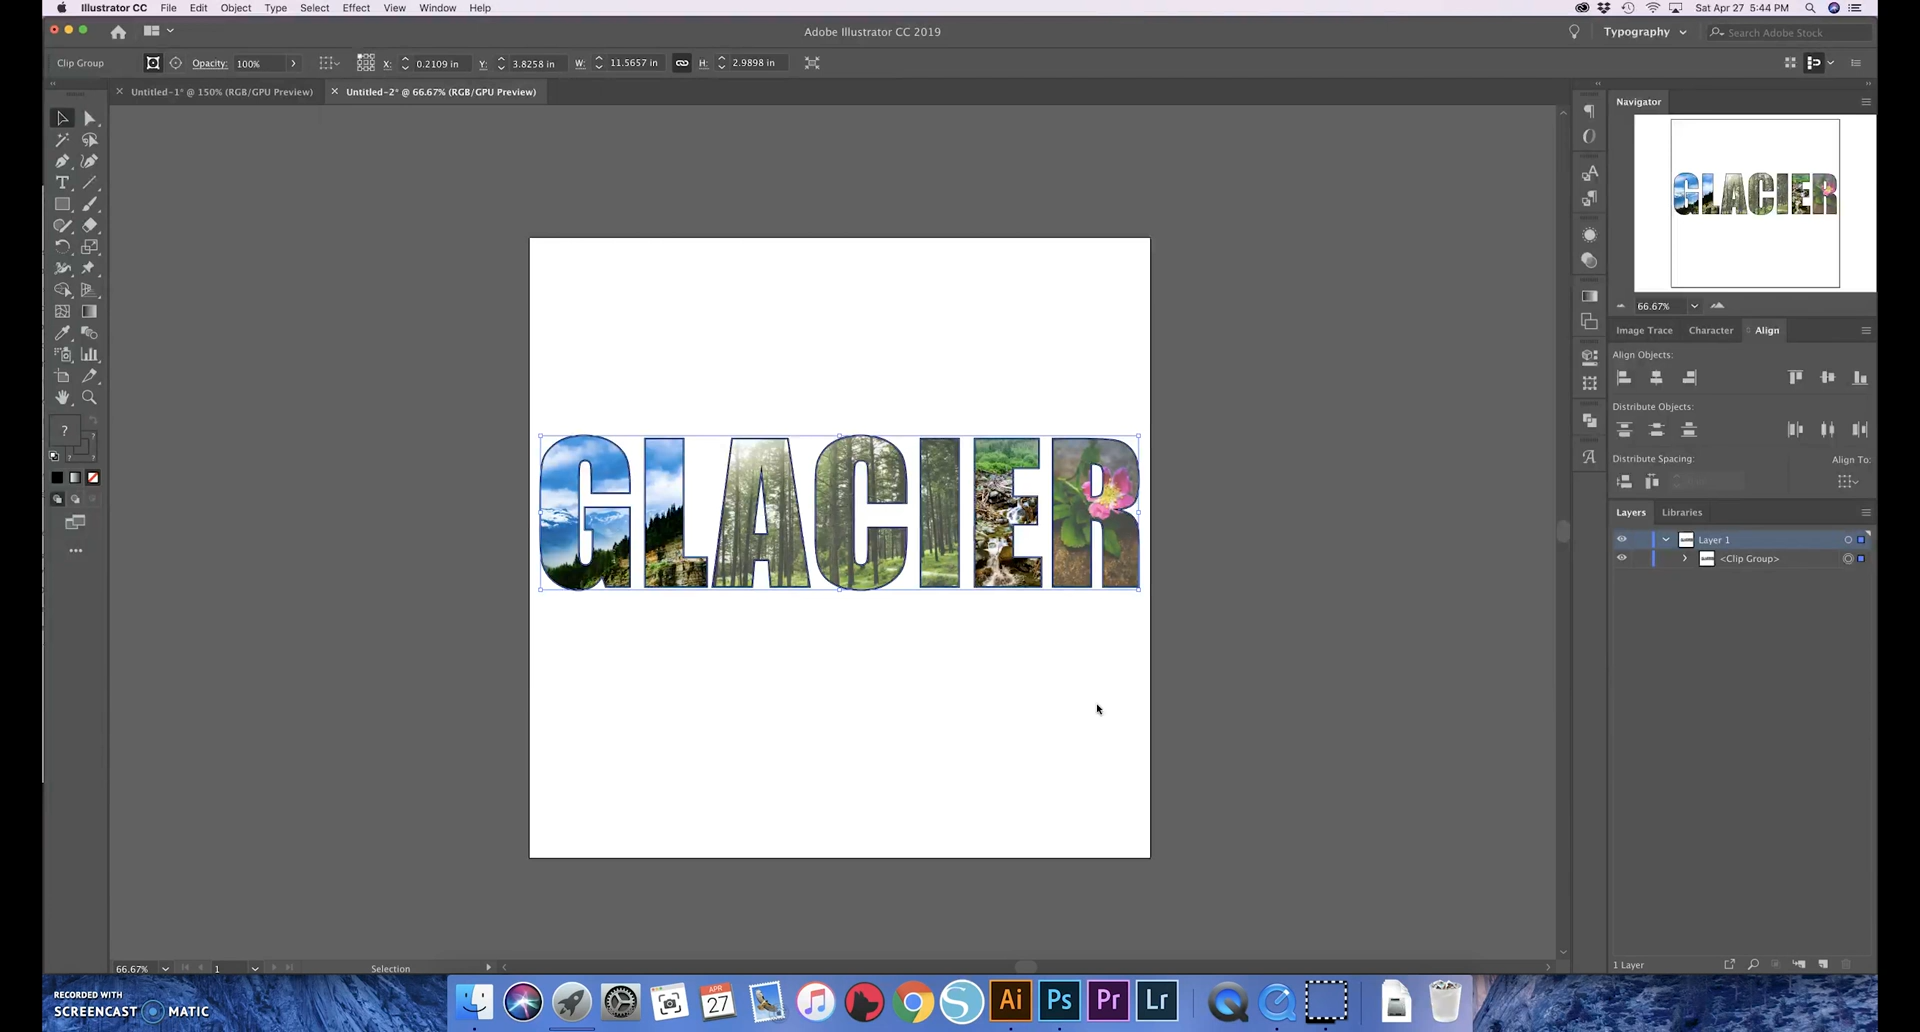 Illustrator CC File Edit Object Type Select Effect View Window Help
Sat Apr 27 5:44 PM
Adobe Illustrator CC 2019
Typography
Search Adobe Stock
Clip Group
Opacity: 100%
X: 0.2109 in
Y: 3.8258 in
W: 11.5657 in
H: 2.9898 in
Untitled-1* @ 150% (RGB/GPU Preview)
Untitled-2* @ 66.67% (RGB/GPU Preview)
Navigator
GLACIER
66.67%
Image Trace Character Align
Align Objects:
Distribute Objects:
Distribute Spacing:
Align To:
Layers Libraries
Layer 1
<Clip Group>
GLACIER
1 Layer
66.67%
1
Selection
RECORDED WITH
SCREENCAST MATIC
APR
27
Ai
Ps
Pr
Lr